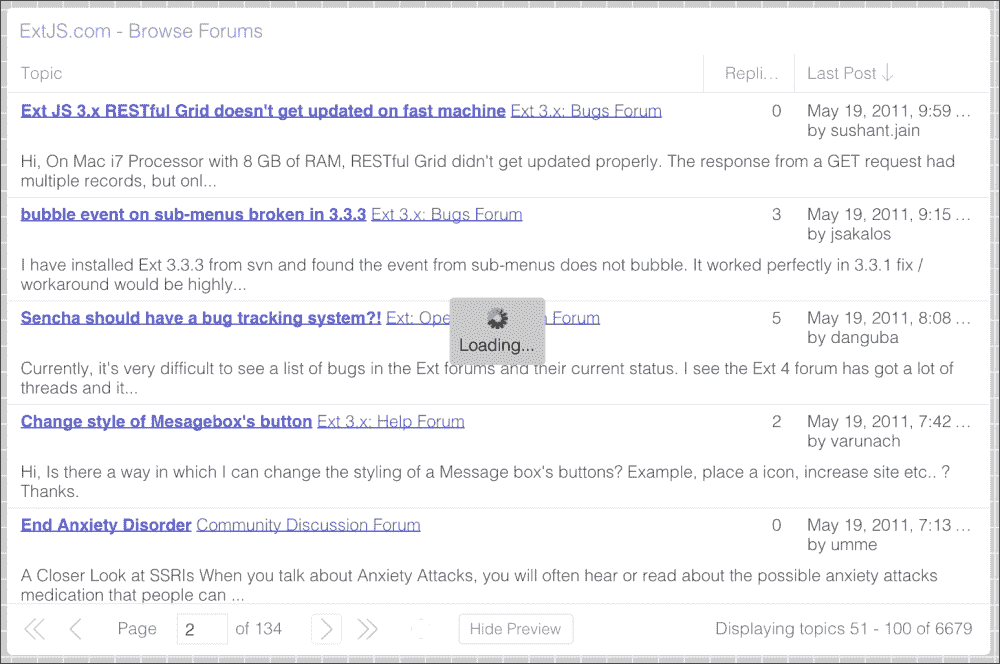 ExtJS.com - Browse Forums
Topic Repli... Last Post
Ext JS 3.x RESTful Grid doesn't get updated on fast machine Ext 3.x: Bugs Forum 0 May 19, 2011, 9:59 ...
by sushant.jain
Hi, On Mac i7 Processor with 8 GB of RAM, RESTful Grid didn't get updated properly. The response from a GET request had
multiple records, but onl...
bubble event on sub-menus broken in 3.3.3 Ext 3.x: Bugs Forum 3 May 19, 2011, 9:15 ...
by jsakalos
I have installed Ext 3.3.3 from svn and found the event from sub-menus does not bubble. It worked perfectly in 3.3.1 fix /
workaround would be highly...
Sencha should have a bug tracking system?! Ext: Forum 5 May 19, 2011, 8:08 ...
by danguba
Loading...
Currently, it's very difficult to see a list of bugs in the Ext forums and their current status. I see the Ext 4 forum has got a lot of
threads and it...
Change style of Mesagebox's button Ext 3.x: Help Forum 2 May 19, 2011, 7:42 ...
by varunach
Hi, Is there a way in which I can change the styling of a Message box's buttons? Example, place a icon, increase site etc.. ?
Thanks.
End Anxiety Disorder Community Discussion Forum 0 May 19, 2011, 7:13 ...
by umme
A Closer Look at SSRIs When you talk about Anxiety Attacks, you will often hear or read about the possible anxiety attacks
medication that people can ...
Page 2 of 134 Hide Preview Displaying topics 51 - 100 of 6679